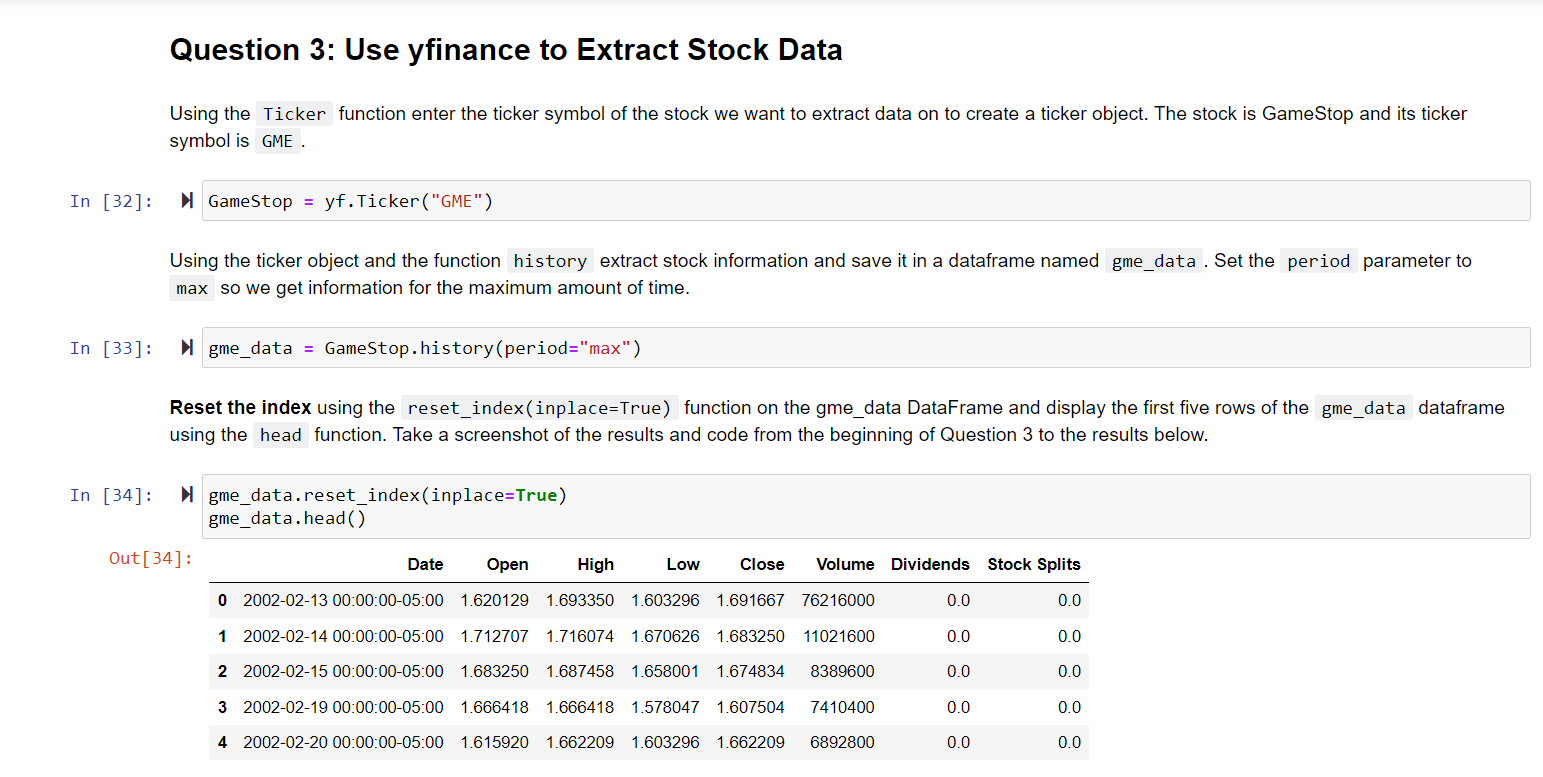 Question 3: Use yfinance to Extract Stock Data
Using the Ticker function enter the ticker symbol of the stock we want to extract data on to create a ticker object. The stock is GameStop and its ticker
symbol is GME .
In [32]: GameStop = yf.Ticker("GME")
Using the ticker object and the function history extract stock information and save it in a dataframe named gme_data . Set the period parameter to
max so we get information for the maximum amount of time.
In [33]: gme_data = GameStop.history(period="max")
Reset the index using the reset_index(inplace=True) function on the gme_data DataFrame and display the first five rows of the gme_data dataframe
using the head function. Take a screenshot of the results and code from the beginning of Question 3 to the results below.
In [34]: gme_data.reset_index(inplace=True)
gme_data.head()
Out[34]:
Date Open High Low Close Volume Dividends Stock Splits
0 2002-02-13 00:00:00-05:00 1.620129 1.693350 1.603296 1.691667 76216000 0.0 0.0
1 2002-02-14 00:00:00-05:00 1.712707 1.716074 1.670626 1.683250 11021600 0.0 0.0
2 2002-02-15 00:00:00-05:00 1.683250 1.687458 1.658001 1.674834 8389600 0.0 0.0
3 2002-02-19 00:00:00-05:00 1.666418 1.666418 1.578047 1.607504 7410400 0.0 0.0
4 2002-02-20 00:00:00-05:00 1.615920 1.662209 1.603296 1.662209 6892800 0.0 0.0